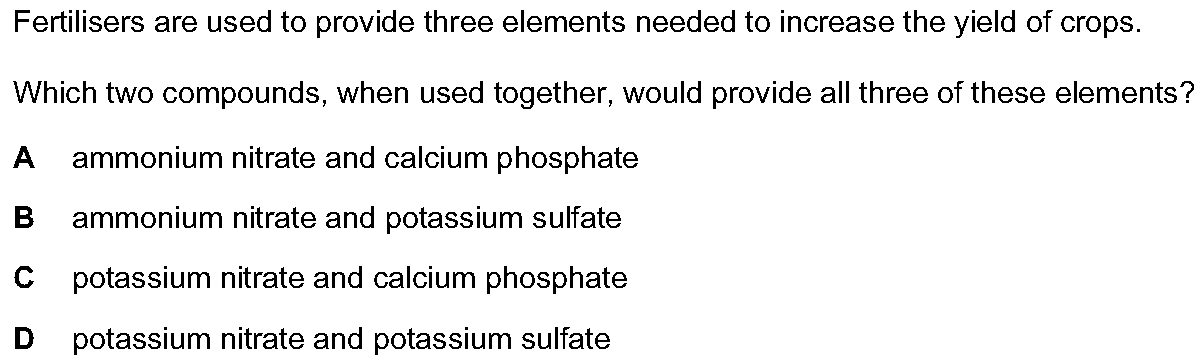 Fertilisers are used to provide three elements needed to increase the yield of crops.
Which two compounds, when used together, would provide all three of these elements?
A ammonium nitrate and calcium phosphate
B ammonium nitrate and potassium sulfate
C potassium nitrate and calcium phosphate
D potassium nitrate and potassium sulfate